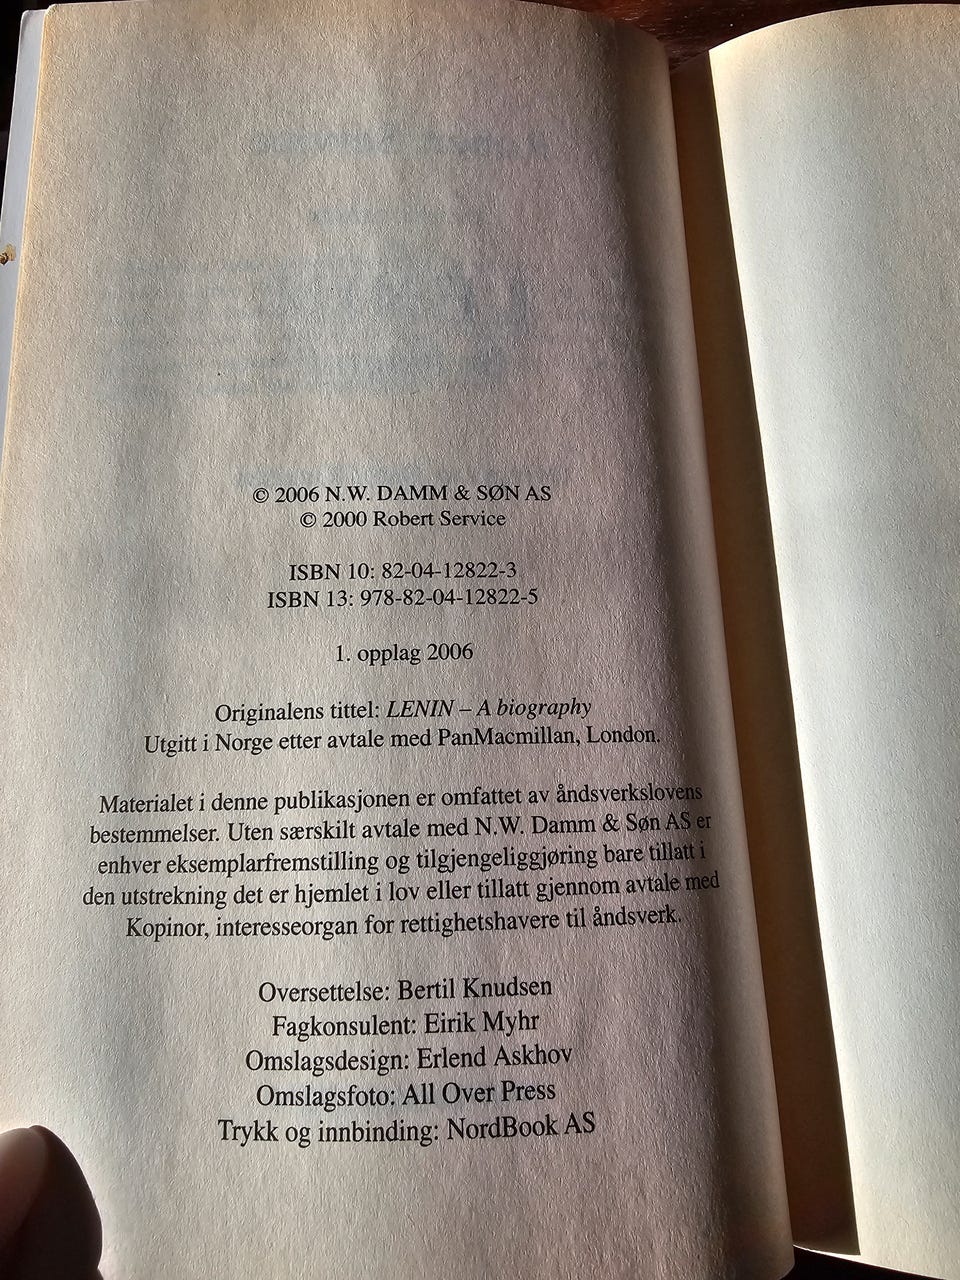 © 2006 N.W. DAMM & SØN AS
© 2000 Robert Service
ISBN 10: 82-04-12822-3
ISBN 13: 978-82-04-12822-5
1. opplag 2006
Originalens tittel: LENIN – A biography
Utgitt i Norge etter avtale med PanMacmillan, London.
Materialet i denne publikasjonen er omfattet av åndsverkslovens
bestemmelser. Uten særskilt avtale med N.W. Damm & Søn AS er
enhver eksemplarfremstilling og tilgjengeliggjøring bare tillatt i
den utstrekning det er hjemlet i lov eller tillatt gjennom avtale med
Kopinor, interesseorgan for rettighetshavere til åndsverk.
Oversettelse: Bertil Knudsen
Fagkonsulent: Eirik Myhr
Omslagsdesign: Erlend Askhov
Omslagsfoto: All Over Press
Trykk og innbinding: NordBook AS